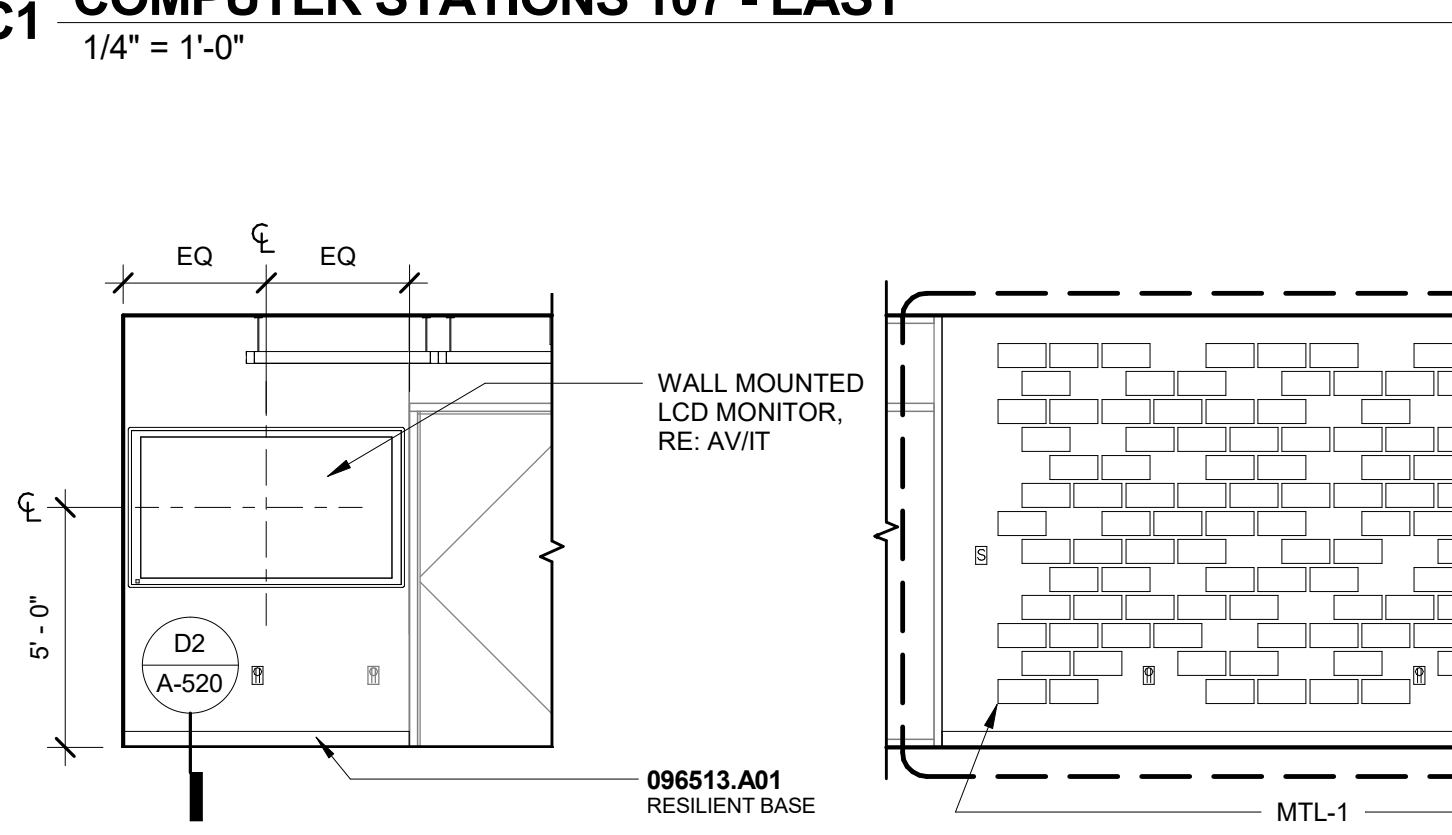 C1 COMPUTER STATIONS 107 - EAST
1/4" = 1'-0"
EQ
EQ
WALL MOUNTED
LCD MONITOR,
RE: AV/IT
5' - 0"
D2
A-520
S
096513.A01
RESILIENT BASE
MTL-1